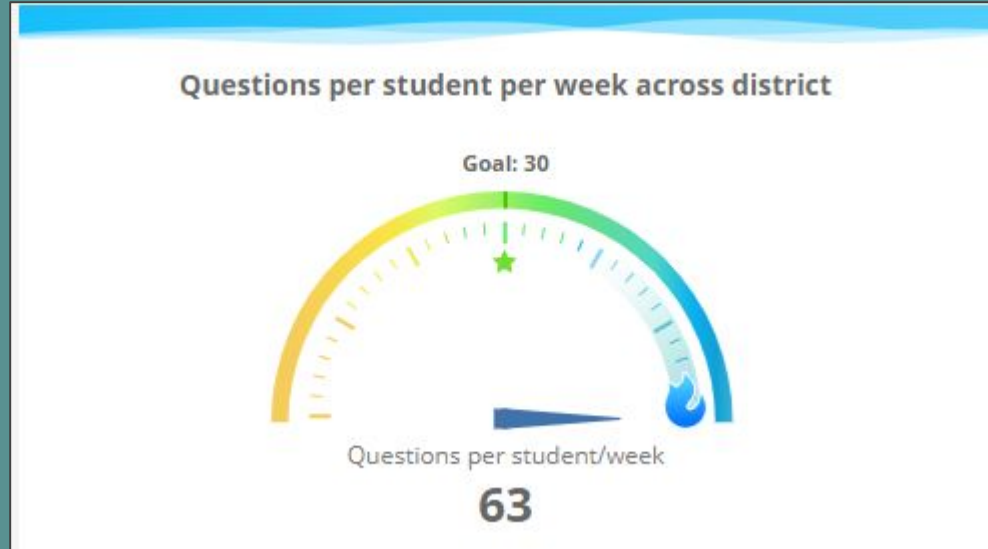 Questions per student per week across district
Goal: 30
Questions per student/week
63